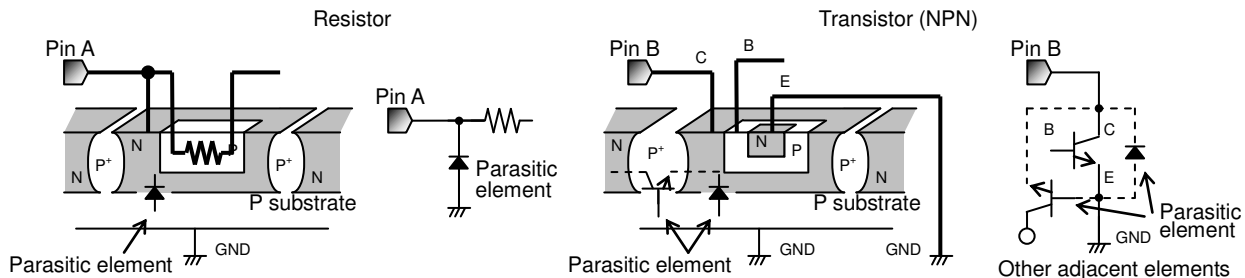 Resistor
Pin A
N
P+
N
P
P+
N
P substrate
Parasitic element
GND
Pin A
Parasitic
element
Transistor (NPN)
Pin B
C
B
E
N
P+
N
P
P+
N
P substrate
Parasitic element
GND
GND
Pin B
B
C
E
Parasitic
element
GND
Other adjacent elements